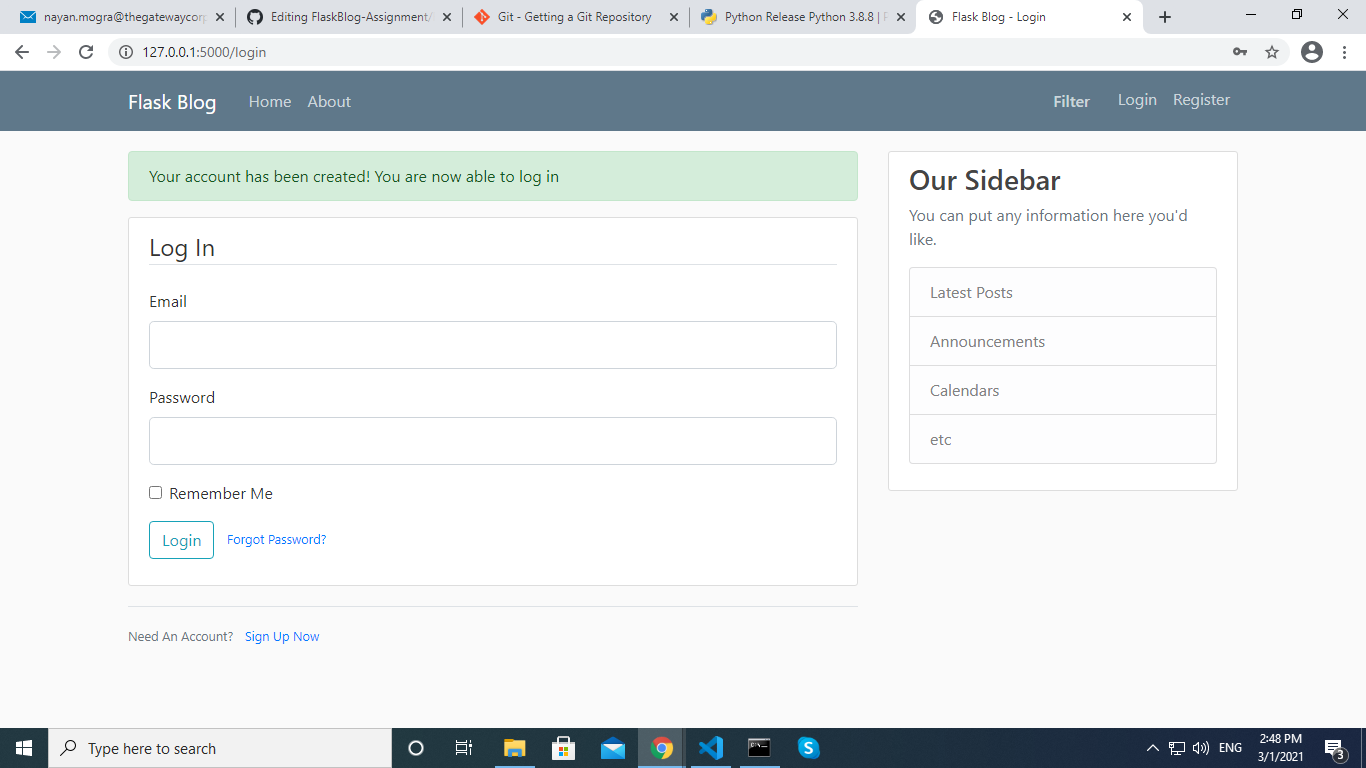 nayan.mogra@thegatewaycorp
Editing FlaskBlog-Assignment/
Git - Getting a Git Repository
Python Release Python 3.8.8 | P
Flask Blog - Login
127.0.0.1:5000/login
Flask Blog
Home
About
Filter
Login
Register
Your account has been created! You are now able to log in
Log In
Email
Password
Remember Me
Login
Forgot Password?
Need An Account? Sign Up Now
Our Sidebar
You can put any information here you'd
like.
Latest Posts
Announcements
Calendars
etc
Type here to search
ENG
2:48 PM
3/1/2021
3